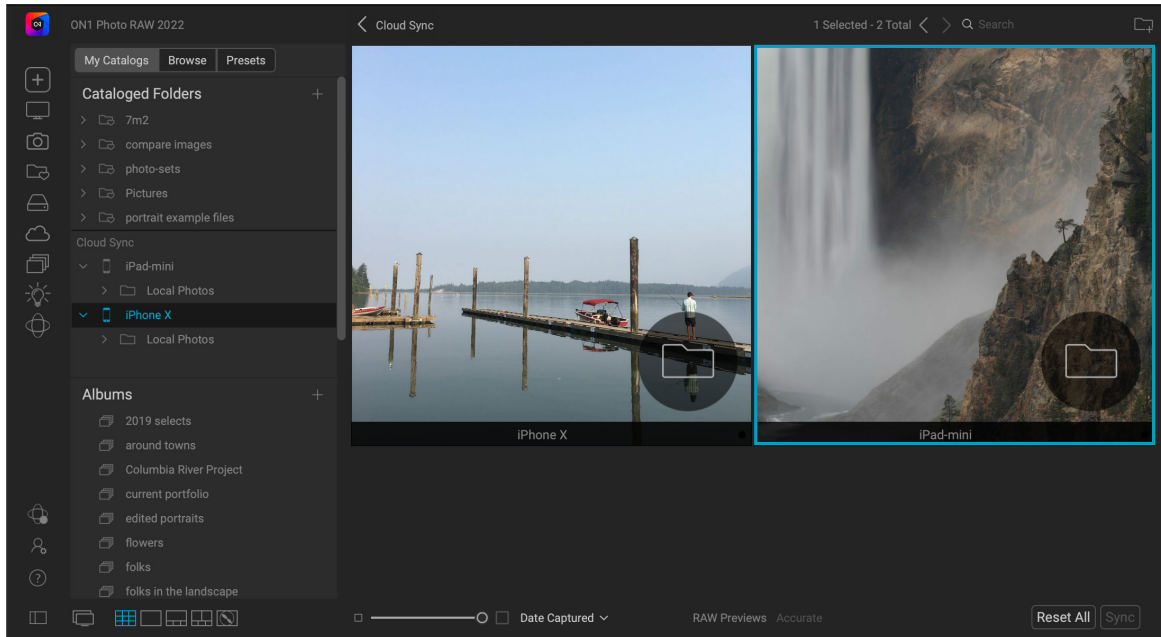 ON1 Photo RAW 2022
Cloud Sync
1 Selected - 2 Total
Search
My Catalogs
Browse
Presets
Cataloged Folders
7m2
compare images
photo-sets
Pictures
portrait example files
Cloud Sync
iPad-mini
Local Photos
iPhone X
Local Photos
Albums
2019 selects
around towns
Columbia River Project
current portfolio
edited portraits
flowers
folks
folks in the landscape
iPhone X
iPad-mini
Date Captured
RAW Previews Accurate
Reset All
Sync